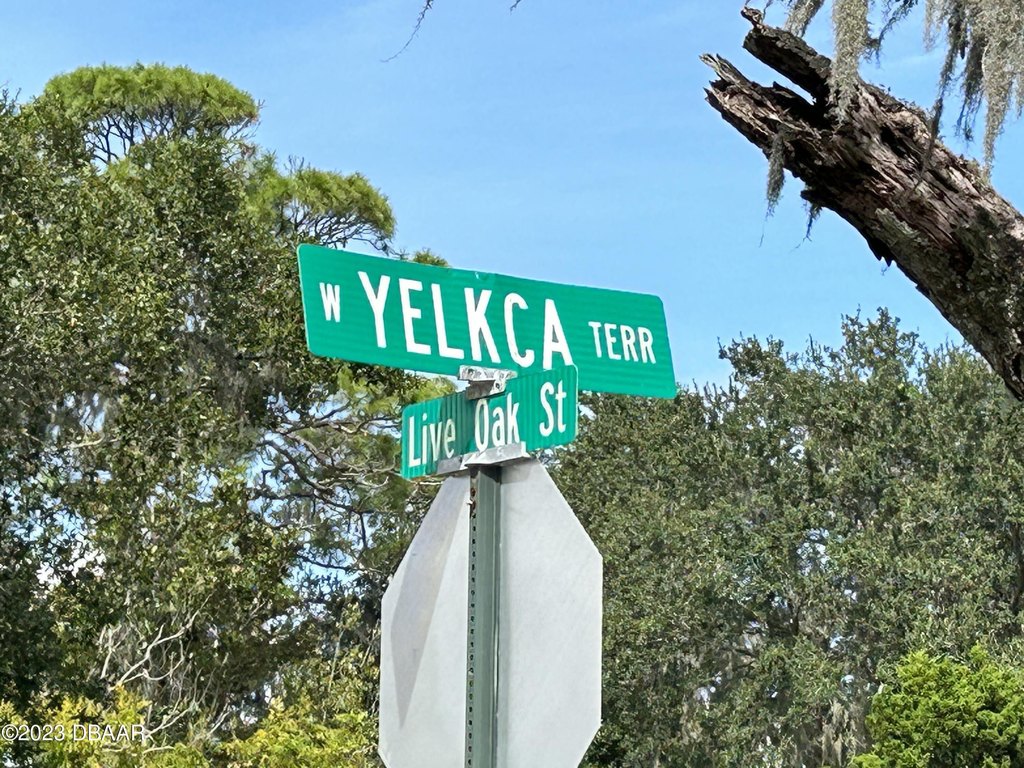 W YELKCA TERR
Live Oak St
©2023 DBAAR